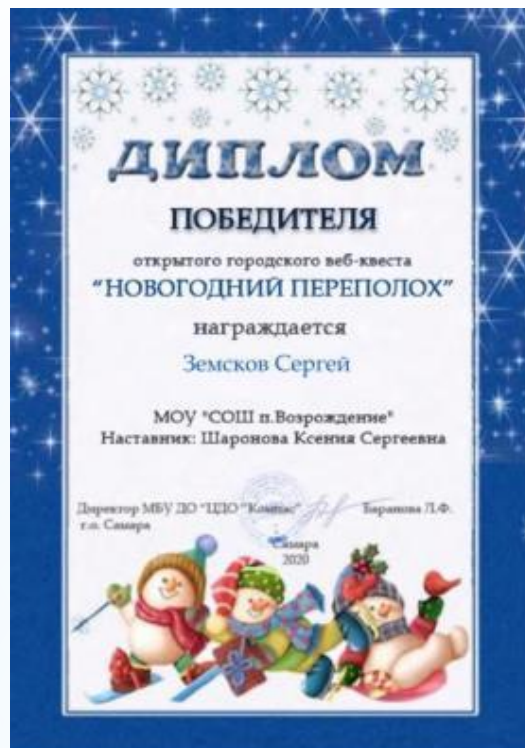 ДИПЛОМ
ПОБЕДИТЕЛЯ
открытого городского веб-квеста
"НОВОГОДНИЙ ПЕРЕПОЛОХ"
награждается
Земсков Сергей
МОУ "СОШ п.Возрождение"
Наставник: Шаронова Ксения Сергеевна
Директор МБУ ДО "ЦДО "Компас" Баранова Л.Ф.
г.о. Самара
Самара
2020